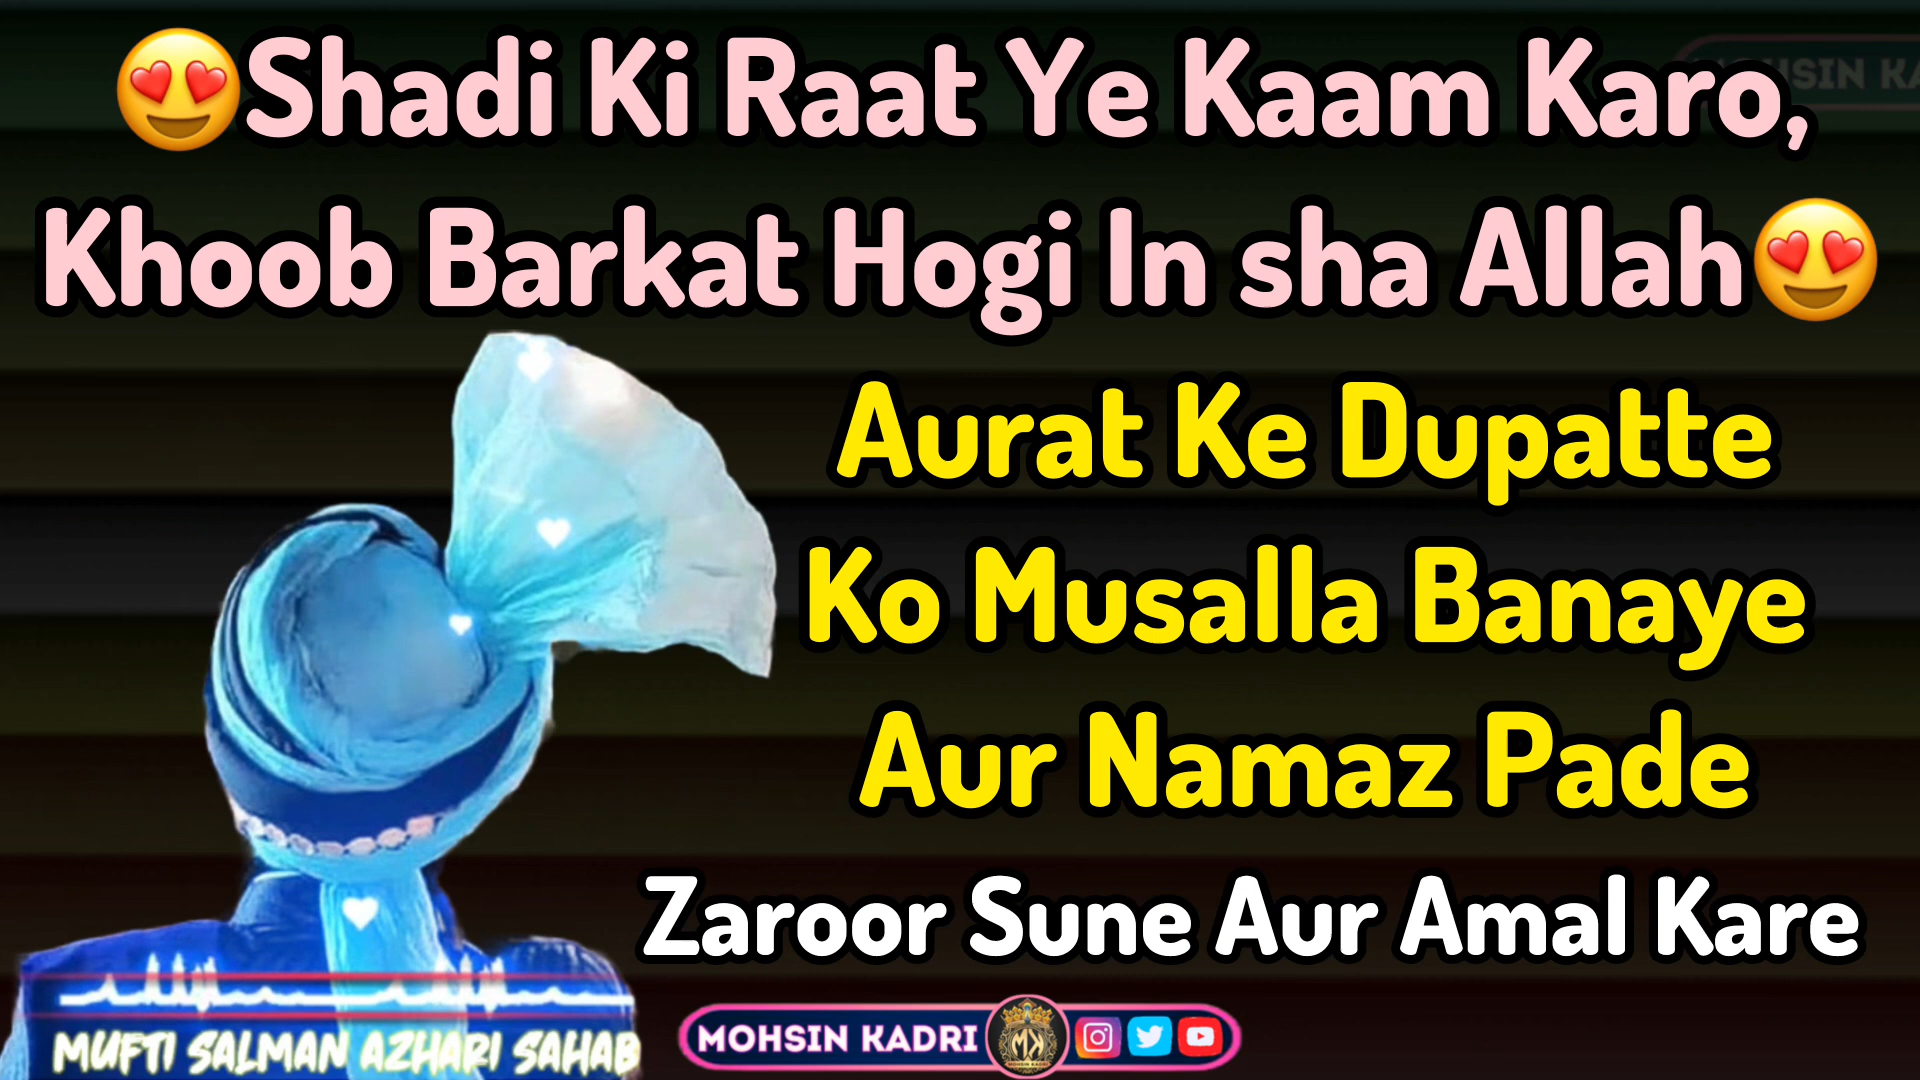 😍Shadi Ki Raat Ye Kaam Karo,
Khoob Barkat Hogi In sha Allah😍
Aurat Ke Dupatte
Ko Musalla Banaye
Aur Namaz Pade
Zaroor Sune Aur Amal Kare
MUFTI SALMAN AZHARI SAHAB
MOHSIN KADRI